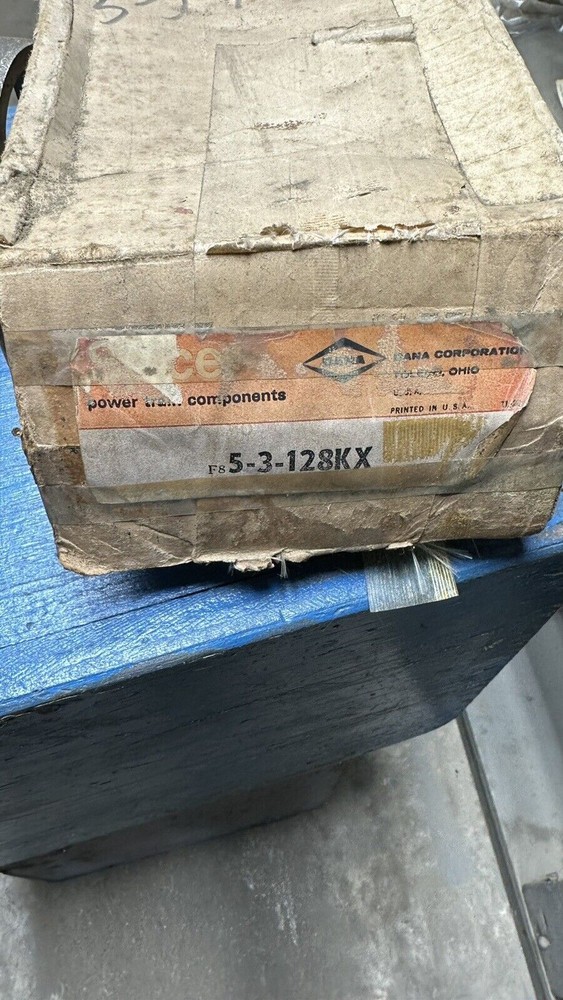 DANA
DANA CORPORATION
TOLEDO, OHIO
U.S.A.
PRINTED IN U.S.A.
power train components
F8 5-3-128KX